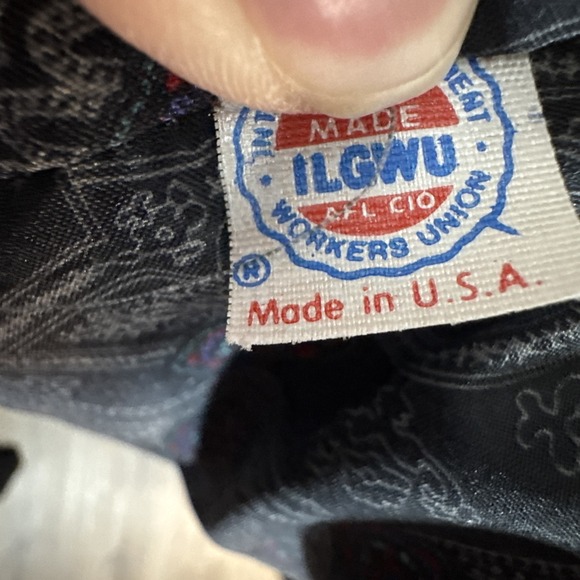 MADE
ILGWU
AFL CIO
WORKERS UNION
®
Made in U.S.A.